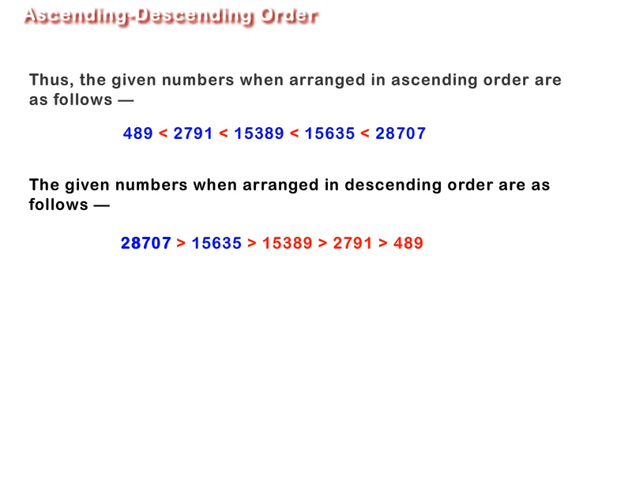 Ascending-Descending Order
Thus, the given numbers when arranged in ascending order are
as follows —
489 < 2791 < 15389 < 15635 < 28707
The given numbers when arranged in descending order are as
follows —
28707 > 15635 > 15389 > 2791 > 489